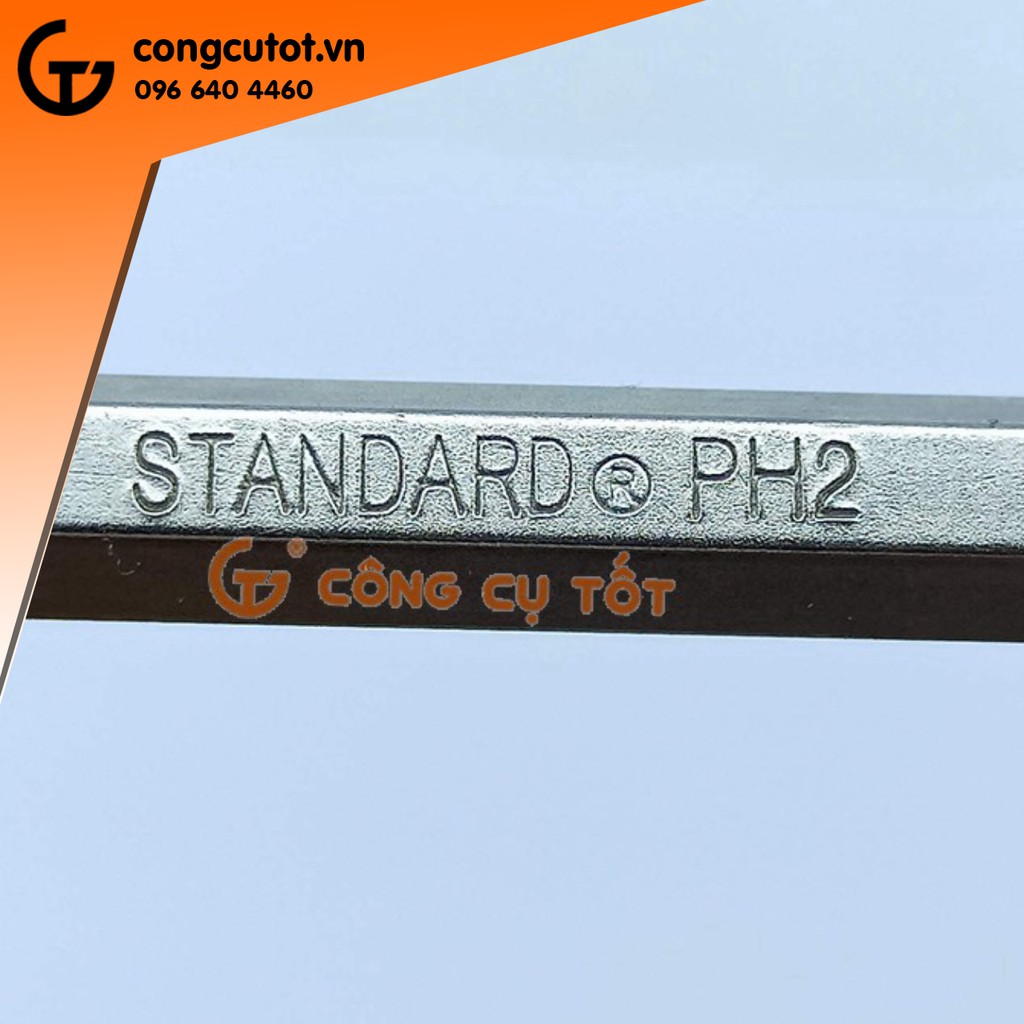 congcutot.vn
096 640 4460
STANDARD® PH2
® CÔNG CỤ TỐT